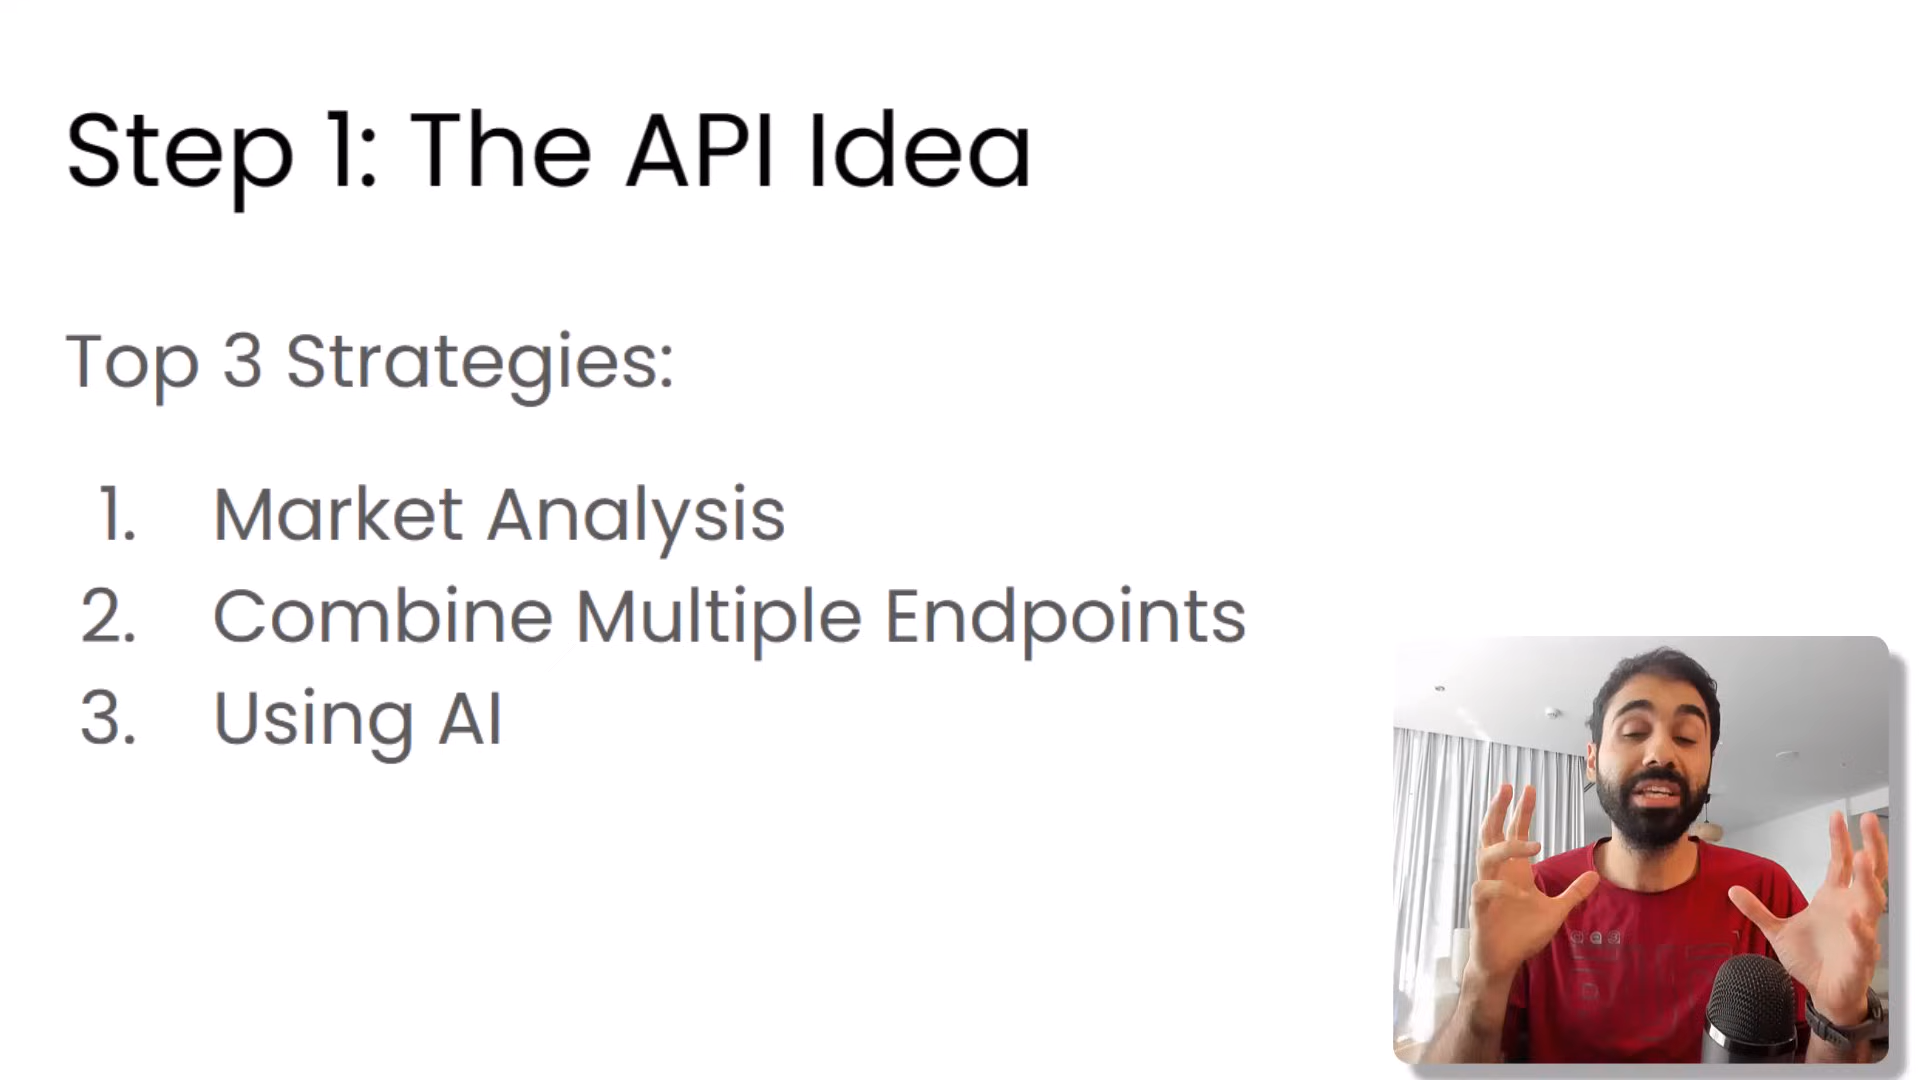 Step 1: The API Idea
Top 3 Strategies:
1. Market Analysis
2. Combine Multiple Endpoints
3. Using AI